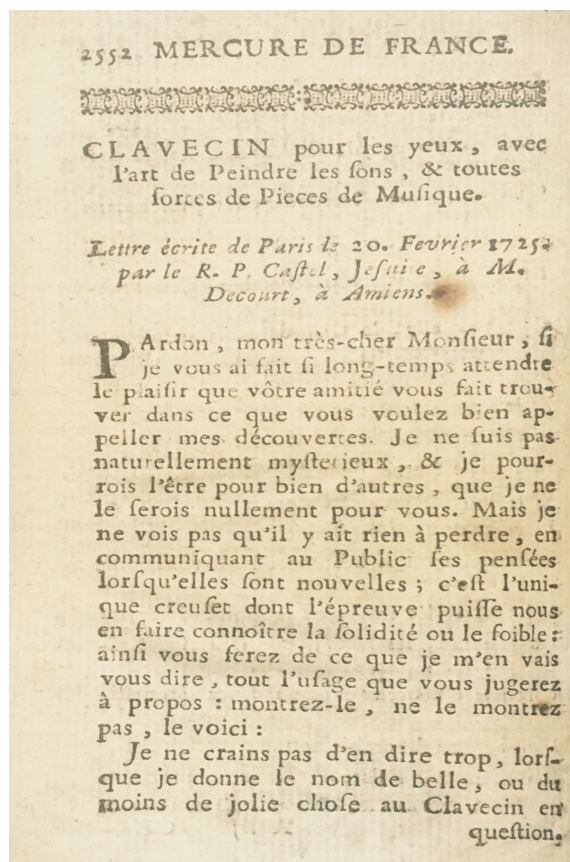 2552 MERCURE DE FRANCE.
CLAVECIN pour les yeux, avec
l'art de Peindre les ſons, & toutes
ſortes de Pieces de Muſique.
Lettre écrite de Paris le 20. Fevrier 1725.
par le R. P. Caſtel, Jeſuite, à M.
Decourt, à Amiens.
PArdon, mon très-cher Monſieur, ſi
je vous ai fait ſi long-temps attendre
le plaiſir que vôtre amitié vous fait trou-
ver dans ce que vous voulez bien ap-
peller mes découvertes. Je ne ſuis pas
naturellement myſterieux, & je pour-
rois l'être pour bien d'autres, que je ne
le ſerois nullement pour vous. Mais je
ne vois pas qu'il y ait rien à perdre, en
communiquant au Public ſes penſées
lorſqu'elles ſont nouvelles; c'eſt l'uni-
que creuſet dont l'épreuve puiſſe nous
en faire connoître la ſolidité ou le foible:
ainſi vous ferez de ce que je m'en vais
vous dire, tout l'uſage que vous jugerez
à propos: montrez-le, ne le montrez
pas, le voici:
Je ne crains pas d'en dire trop, lorſ-
que je donne le nom de belle, ou du
moins de jolie choſe au Clavecin en
queſtion.